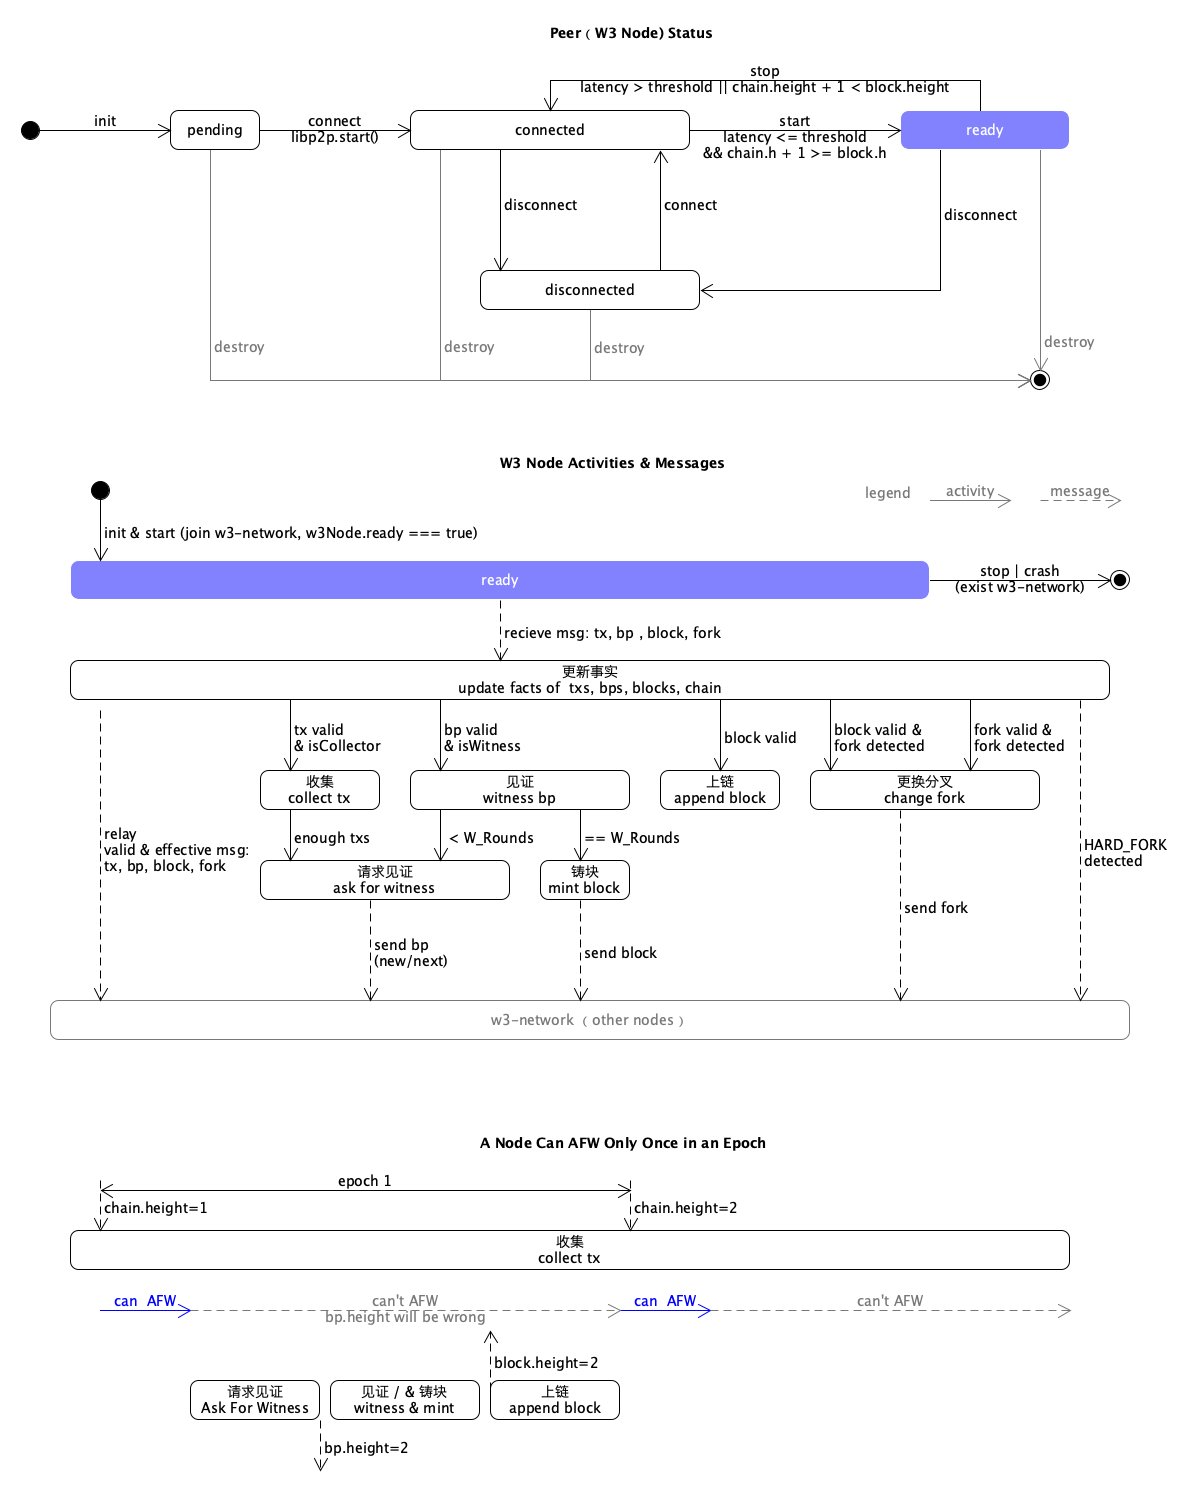 Peer ( W3 Node) Status
stop
latency > threshold || chain.height + 1 < block.height
init
pending
connect
libp2p.start()
connected
start
latency <= threshold
&& chain.h + 1 >= block.h
ready
disconnect
connect
disconnect
disconnected
destroy
destroy
destroy
destroy
W3 Node Activities & Messages
legend
activity
message
init & start (join w3-network, w3Node.ready === true)
ready
stop | crash
(exist w3-network)
recieve msg: tx, bp , block, fork
更新事实
update facts of txs, bps, blocks, chain
tx valid
& isCollector
bp valid
& isWitness
block valid
block valid &
fork detected
fork valid &
fork detected
收集
collect tx
见证
witness bp
上链
append block
更换分叉
change fork
relay
valid & effective msg:
tx, bp, block, fork
enough txs
< W_Rounds
== W_Rounds
HARD_FORK
detected
请求见证
ask for witness
铸块
mint block
send fork
send bp
(new/next)
send block
w3-network ( other nodes )
A Node Can AFW Only Once in an Epoch
epoch 1
chain.height=1
chain.height=2
收集
collect tx
can AFW
can't AFW
bp.height will be wrong
can AFW
can't AFW
block.height=2
请求见证
Ask For Witness
见证 / & 铸块
witness & mint
上链
append block
bp.height=2